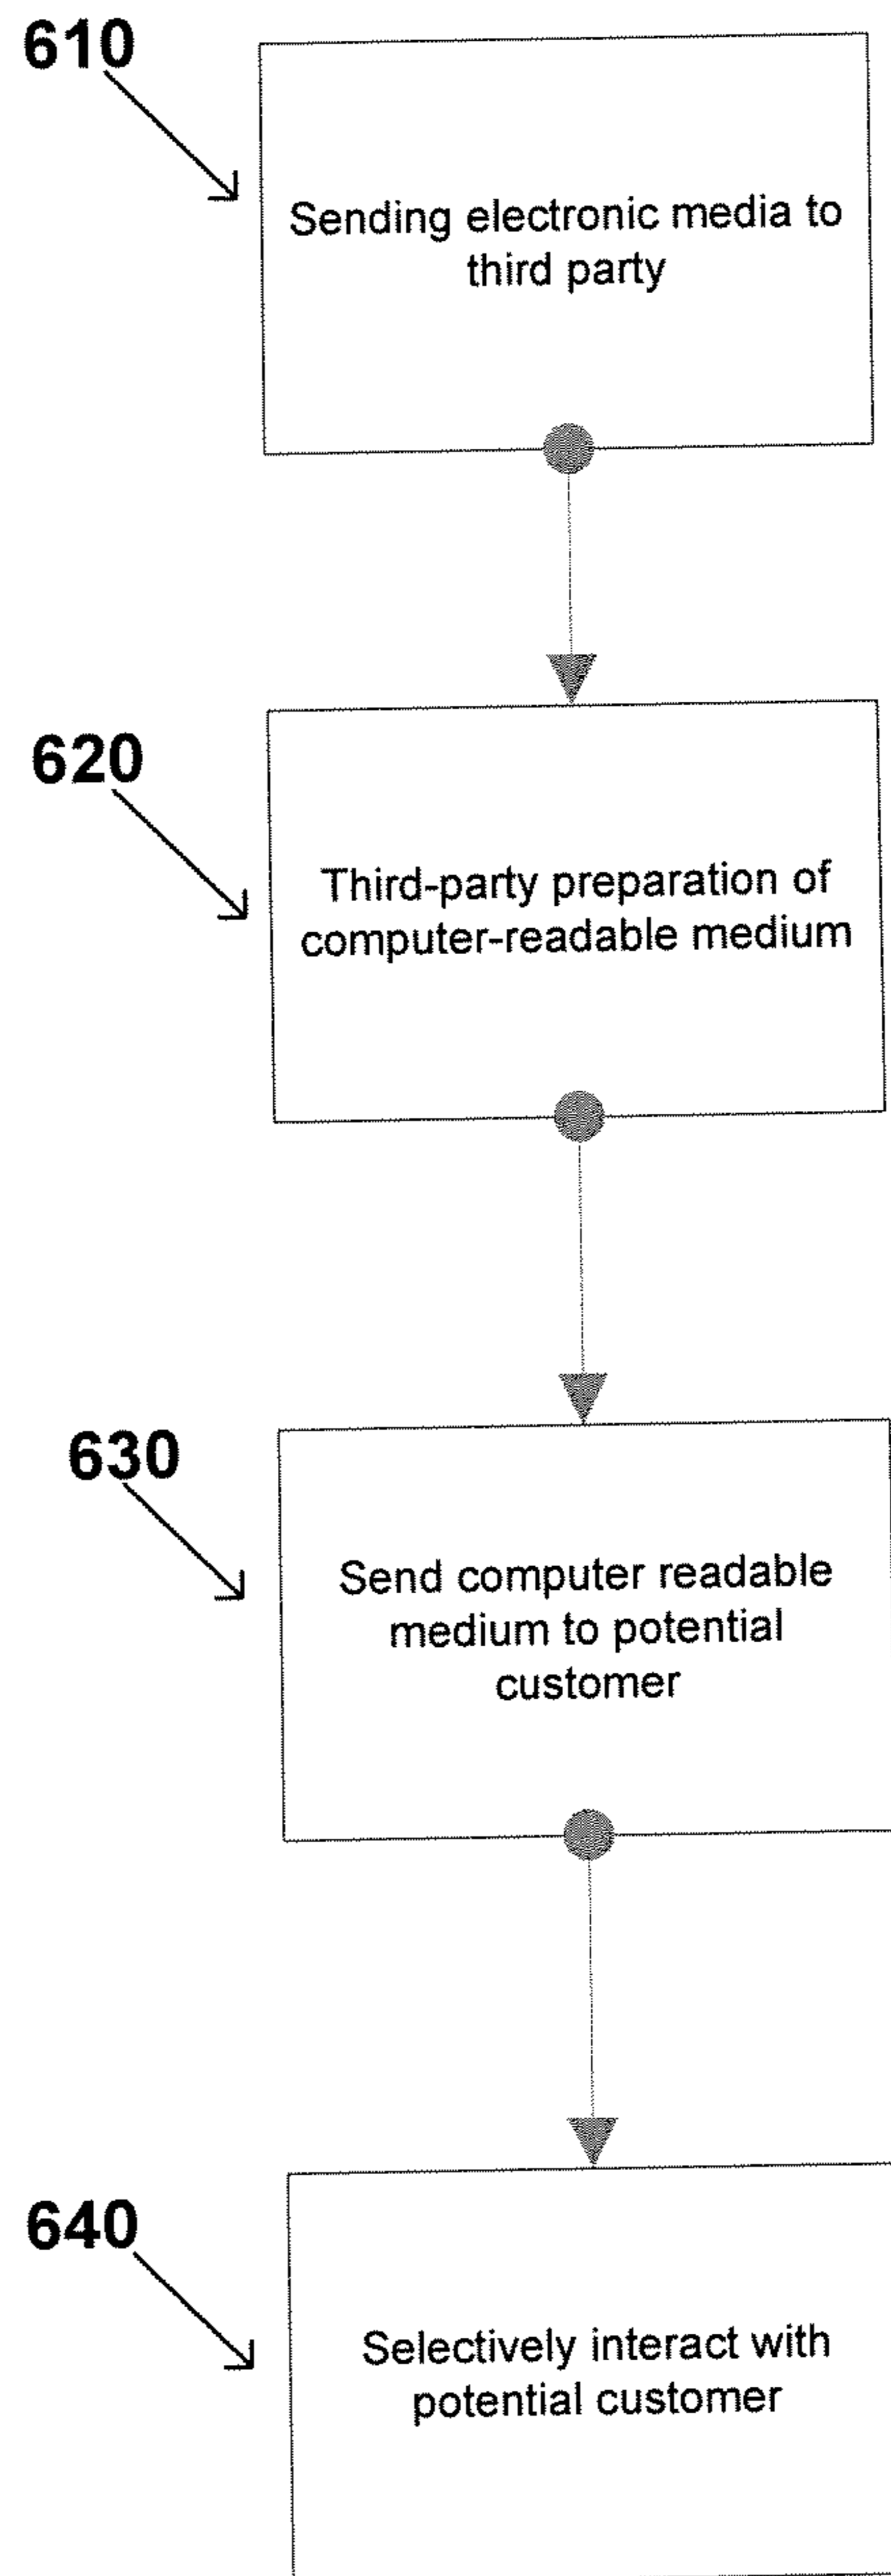 610
Sending electronic media to
third party
620
Third-party preparation of
computer-readable medium
630
Send computer readable
medium to potential
customer
640
Selectively interact with
potential customer